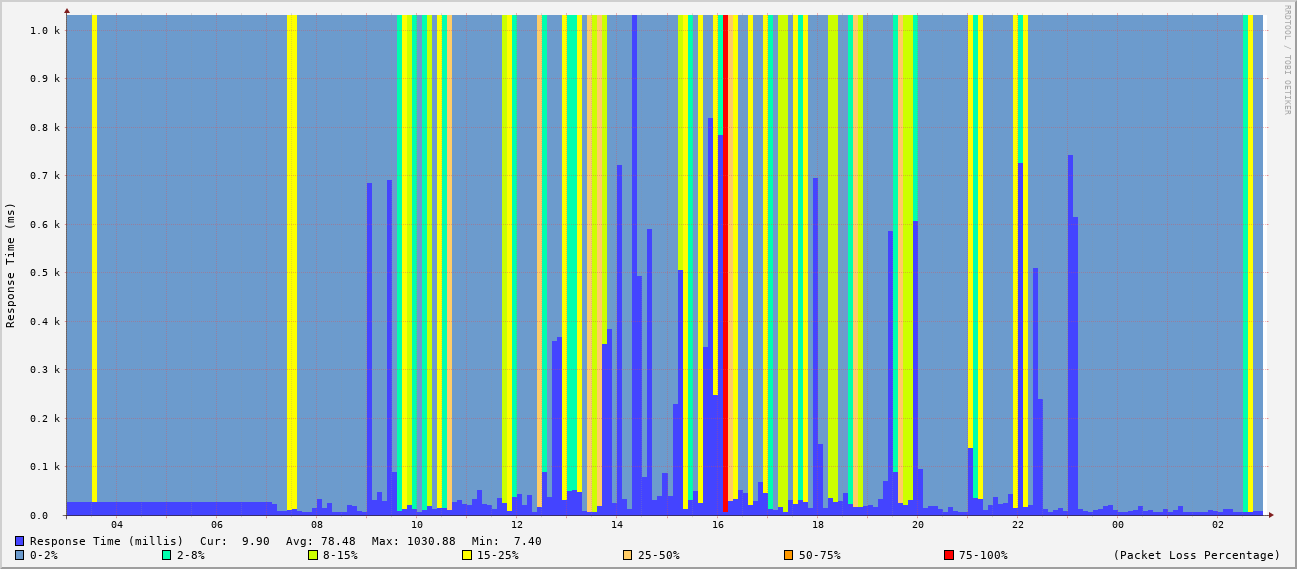 RRDTOOL / TOBI OETIKER
Response Time (ms)
1.0 k
0.9 k
0.8 k
0.7 k
0.6 k
0.5 k
0.4 k
0.3 k
0.2 k
0.1 k
0.0
04 06 08 10 12 14 16 18 20 22 00 02
Response Time (millis) Cur: 9.90 Avg: 78.48 Max: 1030.88 Min: 7.40
0-2% 2-8% 8-15% 15-25% 25-50% 50-75% 75-100% (Packet Loss Percentage)